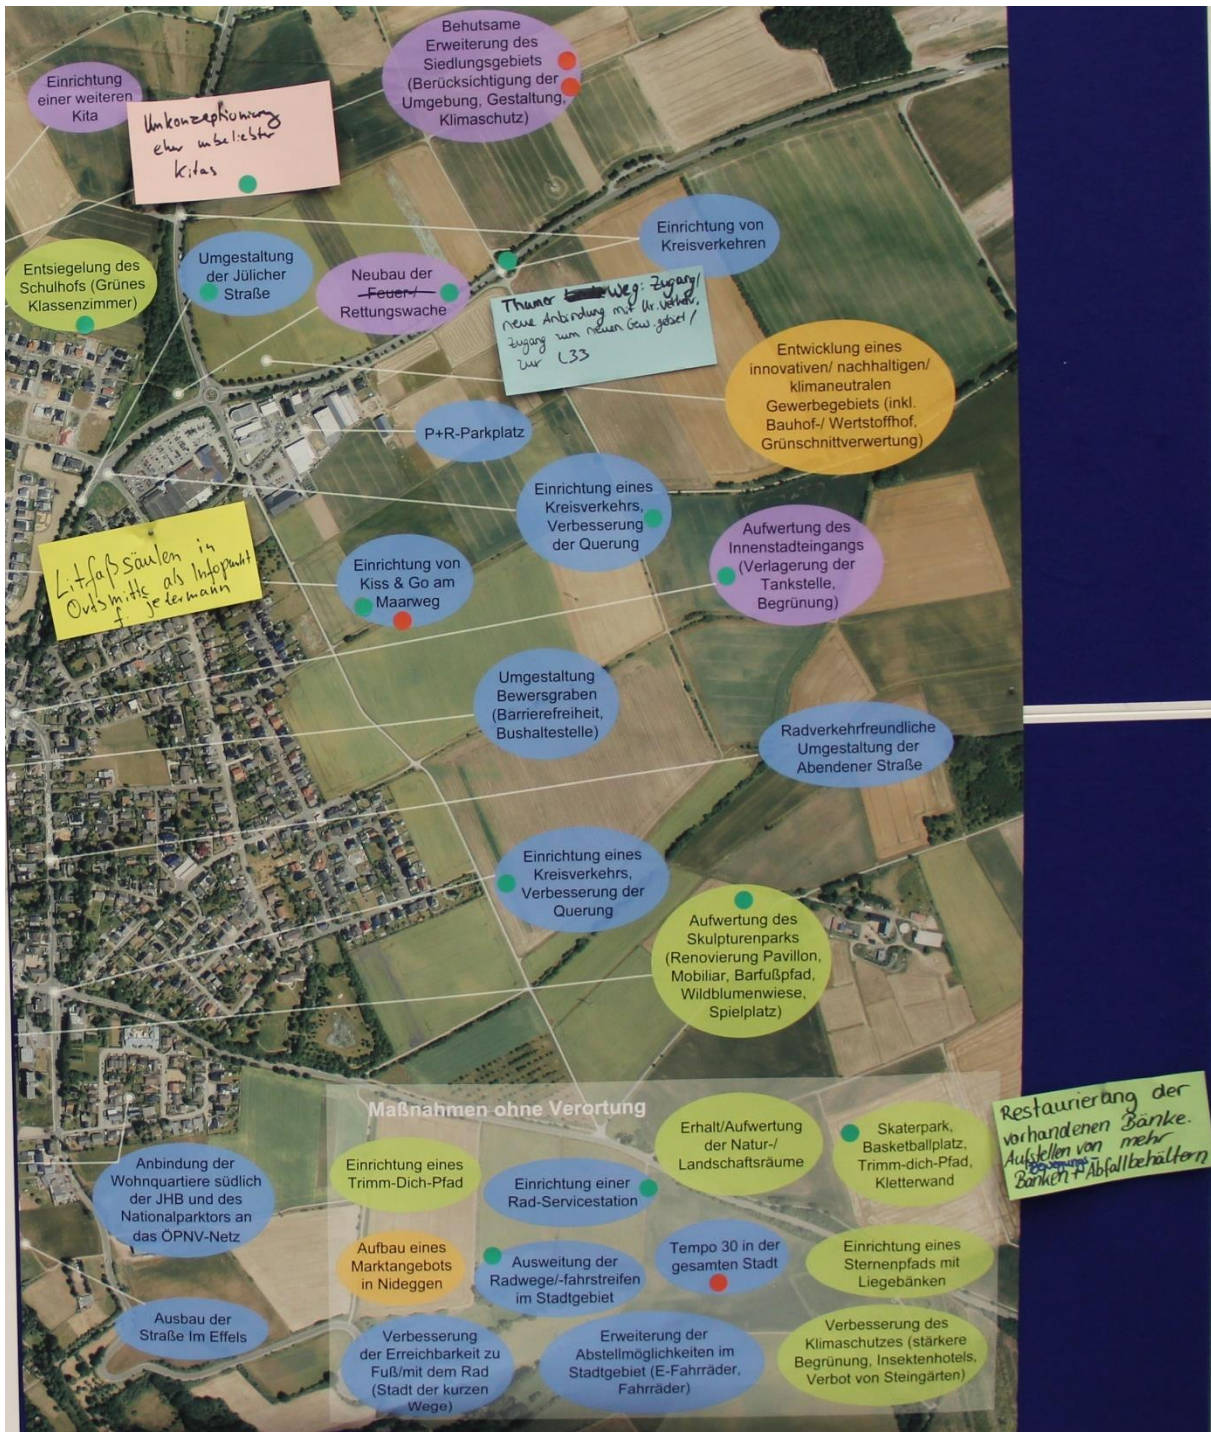 Behutsame
Erweiterung des
Siedlungsgebiets
(Berücksichtigung der
Umgebung, Gestaltung,
Klimaschutz)
Einrichtung
einer weiteren
Kita
Umkonzeptionierung
eher unbeliebter
Kitas
Einrichtung von
Kreisverkehren
Entsiegelung des
Schulhofs (Grünes
Klassenzimmer)
Umgestaltung
der Jülicher
Straße
Neubau der
Feuer-/
Rettungswache
Thumer Weg: Zugang/
neue Anbindung mit
Zugang zum neuen Gew.gebiet/
zur L33
Entwicklung eines
innovativen/ nachhaltigen/
klimaneutralen
Gewerbegebiets (inkl.
Bauhof-/ Wertstoffhof,
Grünschnittverwertung)
P+R-Parkplatz
Einrichtung eines
Kreisverkehrs,
Verbesserung
der Querung
Litfaßsäulen in
Ortsmitte als Infopunkt
f. jedermann
Einrichtung von
Kiss & Go am
Maarweg
Aufwertung des
Innenstadteingangs
(Verlagerung der
Tankstelle,
Begrünung)
Umgestaltung
Bewersgraben
(Barrierefreiheit,
Bushaltestelle)
Radverkehrfreundliche
Umgestaltung der
Abendener Straße
Einrichtung eines
Kreisverkehrs,
Verbesserung der
Querung
Aufwertung des
Skulpturenparks
(Renovierung Pavillon,
Mobiliar, Barfußpfad,
Wildblumenwiese,
Spielplatz)
Maßnahmen ohne Verortung
Restaurierung der
vorhandenen Bänke.
Aufstellen von mehr
Bewegungs-
Bänken + Abfallbehältern
Anbindung der
Wohnquartiere südlich
der JHB und des
Nationalparktors an
das ÖPNV-Netz
Einrichtung eines
Trimm-Dich-Pfad
Einrichtung einer
Rad-Servicestation
Erhalt/Aufwertung
der Natur-/
Landschaftsräume
Skaterpark,
Basketballplatz,
Trimm-dich-Pfad,
Kletterwand
Aufbau eines
Marktangebots
in Nideggen
Ausweitung der
Radwege/-fahrstreifen
im Stadtgebiet
Tempo 30 in der
gesamten Stadt
Einrichtung eines
Sternenpfads mit
Liegebänken
Ausbau der
Straße Im Effels
Verbesserung
der Erreichbarkeit zu
Fuß/mit dem Rad
(Stadt der kurzen
Wege)
Erweiterung der
Abstellmöglichkeiten im
Stadtgebiet (E-Fahrräder,
Fahrräder)
Verbesserung des
Klimaschutzes (stärkere
Begrünung, Insektenhotels,
Verbot von Steingärten)